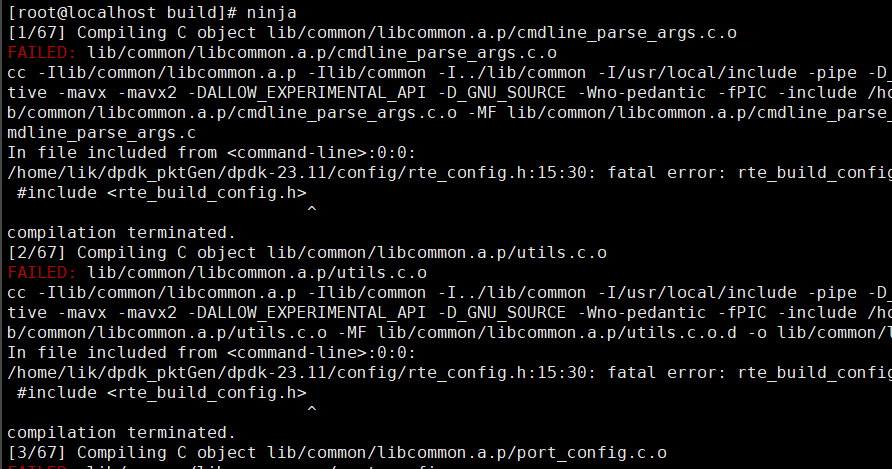 [root@localhost build]# ninja
[1/67] Compiling C object lib/common/libcommon.a.p/cmdline_parse_args.c.o
FAILED: lib/common/libcommon.a.p/cmdline_parse_args.c.o
cc -Ilib/common/libcommon.a.p -Ilib/common -I../lib/common -I/usr/local/include -pipe -D_
tive -mavx -mavx2 -DALLOW_EXPERIMENTAL_API -D_GNU_SOURCE -Wno-pedantic -fPIC -include /ho
b/common/libcommon.a.p/cmdline_parse_args.c.o -MF lib/common/libcommon.a.p/cmdline_parse_
mdline_parse_args.c
In file included from <command-line>:0:0:
/home/lik/dpdk_pktGen/dpdk-23.11/config/rte_config.h:15:30: fatal error: rte_build_config
 #include <rte_build_config.h>
                              ^
compilation terminated.
[2/67] Compiling C object lib/common/libcommon.a.p/utils.c.o
FAILED: lib/common/libcommon.a.p/utils.c.o
cc -Ilib/common/libcommon.a.p -Ilib/common -I../lib/common -I/usr/local/include -pipe -D_
tive -mavx -mavx2 -DALLOW_EXPERIMENTAL_API -D_GNU_SOURCE -Wno-pedantic -fPIC -include /ho
b/common/libcommon.a.p/utils.c.o -MF lib/common/libcommon.a.p/utils.c.o.d -o lib/common/l
In file included from <command-line>:0:0:
/home/lik/dpdk_pktGen/dpdk-23.11/config/rte_config.h:15:30: fatal error: rte_build_config
 #include <rte_build_config.h>
                              ^
compilation terminated.
[3/67] Compiling C object lib/common/libcommon.a.p/port_config.c.o